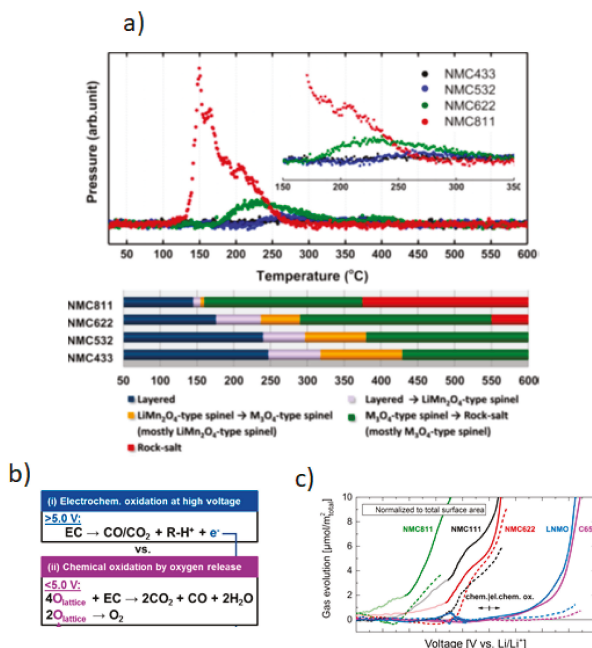 a)
NMC433
NMC532
NMC622
NMC811
Pressure (arb.unit)
150 200 250 300 350
50 100 150 200 250 300 350 400 450 500 550 600
Temperature (°C)
NMC811
NMC622
NMC532
NMC433
50 100 150 200 250 300 350 400 450 500 550 600
Layered
Layered → LiMn₂O₄-type spinel
LiMn₂O₄-type spinel → M₃O₄-type spinel
(mostly LiMn₂O₄-type spinel)
M₃O₄-type spinel → Rock-salt
(mostly M₃O₄-type spinel)
Rock-salt
b)
(i) Electrochem. oxidation at high voltage
>5.0 V:
EC → CO/CO₂ + R-H⁺ + e⁻
vs.
(ii) Chemical oxidation by oxygen release
<5.0 V:
4O_lattice + EC → 2CO₂ + CO + 2H₂O
2O_lattice → O₂
c)
Gas evolution [μmol/m²total]
10
8
6
4
2
0
Normalized to total surface area
NMC811
NMC111
NMC622
LNMO
C65
chem.|el.chem. ox.
Voltage [V vs. Li/Li⁺]